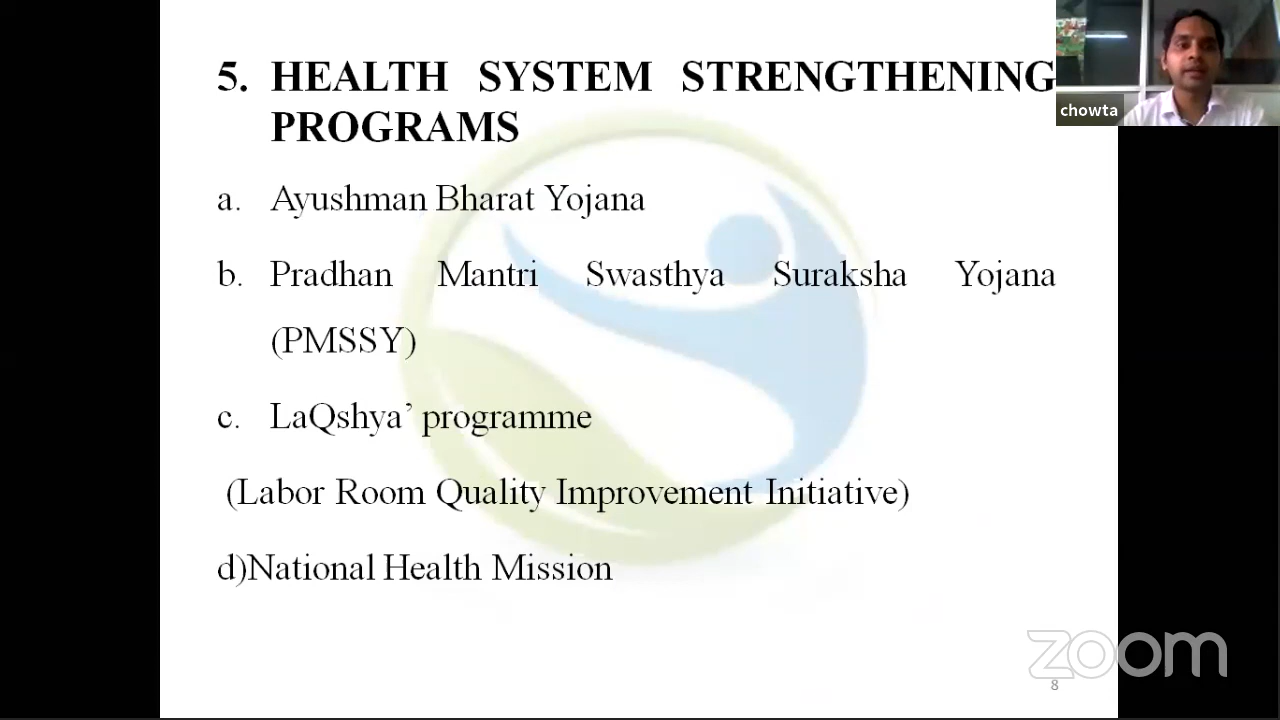 5. HEALTH SYSTEM STRENGTHENING
PROGRAMS
a. Ayushman Bharat Yojana
b. Pradhan Mantri Swasthya Suraksha Yojana
(PMSSY)
c. LaQshya’ programme
(Labor Room Quality Improvement Initiative)
d)National Health Mission
chowta
zoom
8